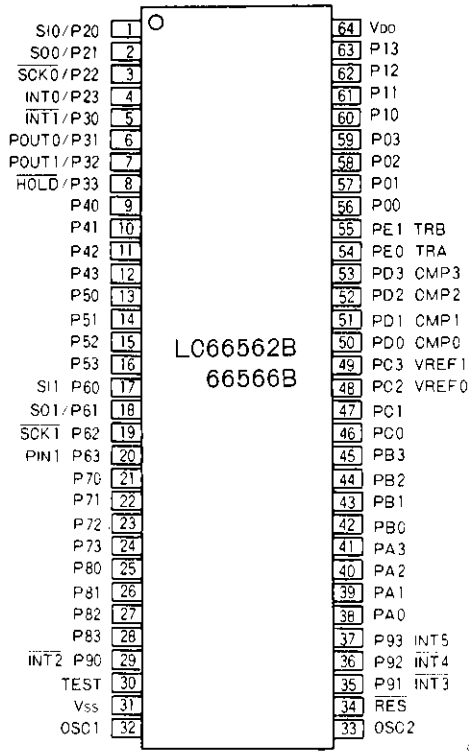 SI0/P20 1
SO0/P21 2
SCK0/P22 3
INT0/P23 4
INT1/P30 5
POUT0/P31 6
POUT1/P32 7
HOLD/P33 8
P40 9
P41 10
P42 11
P43 12
P50 13
P51 14
P52 15
P53 16
SI1 P60 17
SO1/P61 18
SCK1 P62 19
PIN1 P63 20
P70 21
P71 22
P72 23
P73 24
P80 25
P81 26
P82 27
P83 28
INT2 P90 29
TEST 30
Vss 31
OSC1 32
LC66562B
66566B
64 VDD
63 P13
62 P12
61 P11
60 P10
59 P03
58 P02
57 P01
56 P00
55 PE1 TRB
54 PE0 TRA
53 PD3 CMP3
52 PD2 CMP2
51 PD1 CMP1
50 PD0 CMP0
49 PC3 VREF1
48 PC2 VREF0
47 PC1
46 PC0
45 PB3
44 PB2
43 PB1
42 PB0
41 PA3
40 PA2
39 PA1
38 PA0
37 P93 INT5
36 P92 INT4
35 P91 INT3
34 RES
33 OSC2